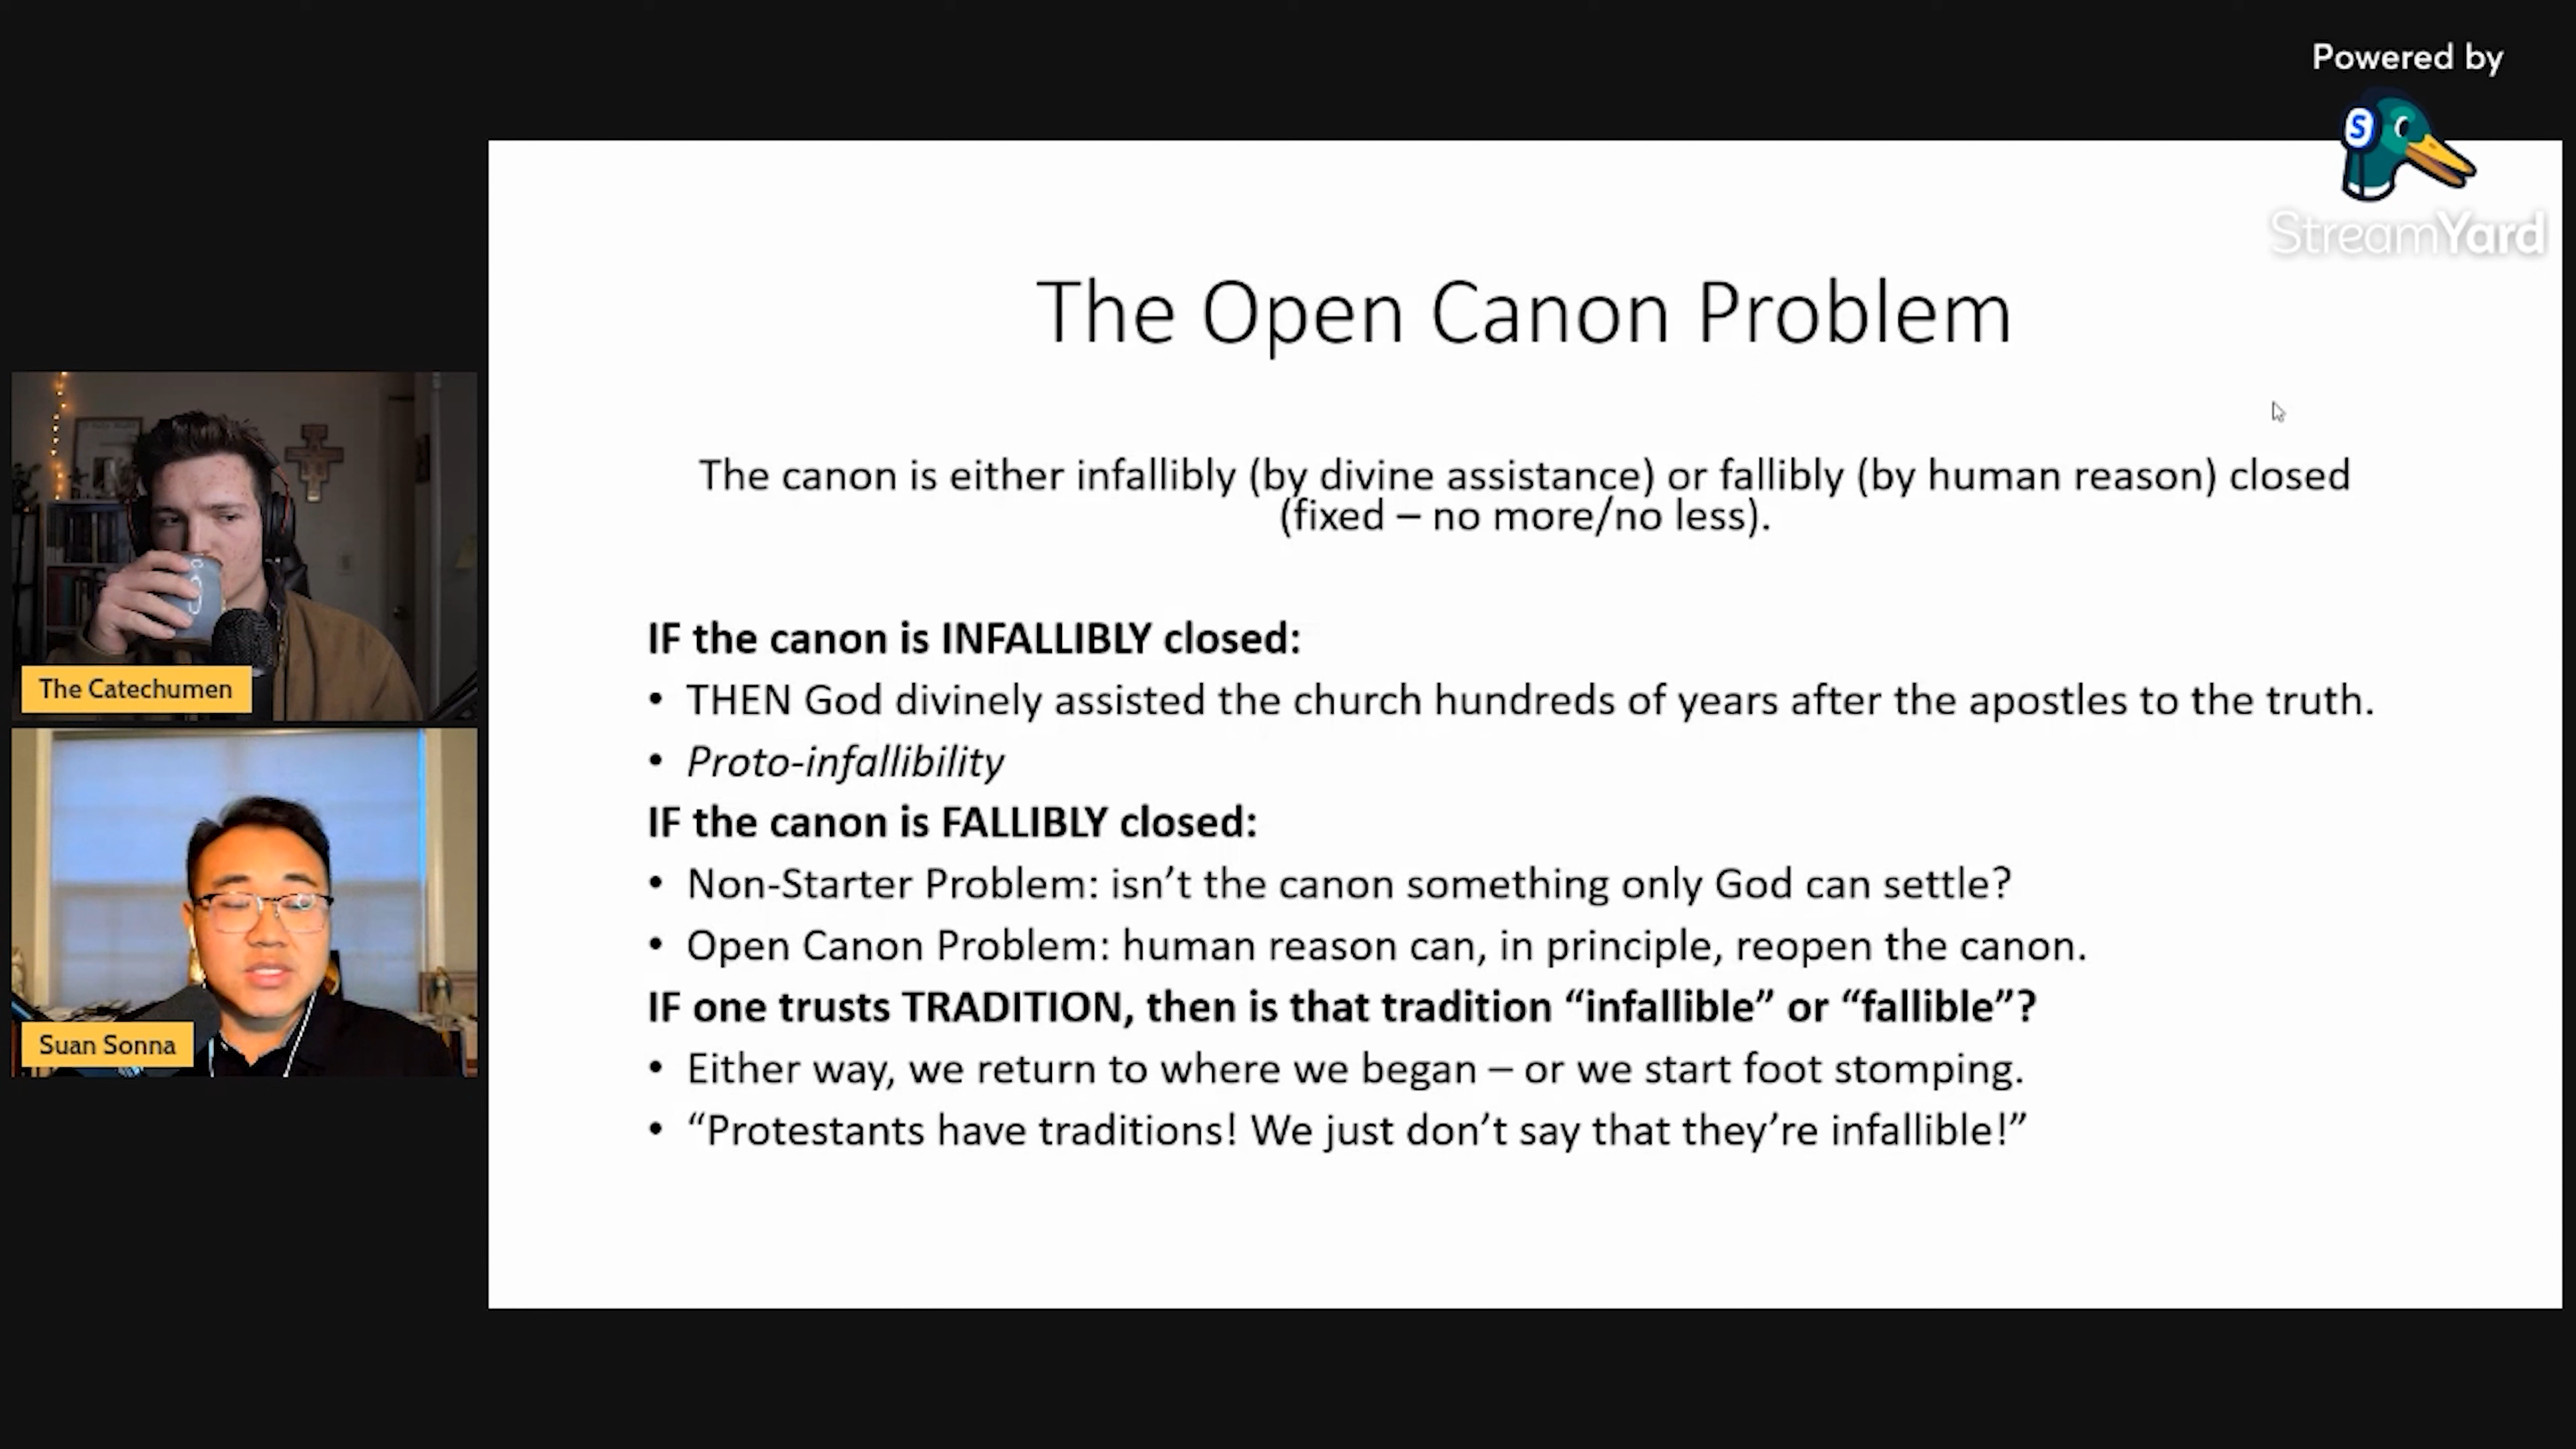 Powered by
S
StreamYard
The Open Canon Problem
The canon is either infallibly (by divine assistance) or fallibly (by human reason) closed
(fixed – no more/no less).
IF the canon is INFALLIBLY closed:
• THEN God divinely assisted the church hundreds of years after the apostles to the truth.
• Proto-infallibility
IF the canon is FALLIBLY closed:
• Non-Starter Problem: isn’t the canon something only God can settle?
• Open Canon Problem: human reason can, in principle, reopen the canon.
IF one trusts TRADITION, then is that tradition “infallible” or “fallible”?
• Either way, we return to where we began – or we start foot stomping.
• “Protestants have traditions! We just don’t say that they’re infallible!”
The Catechumen
Suan Sonna